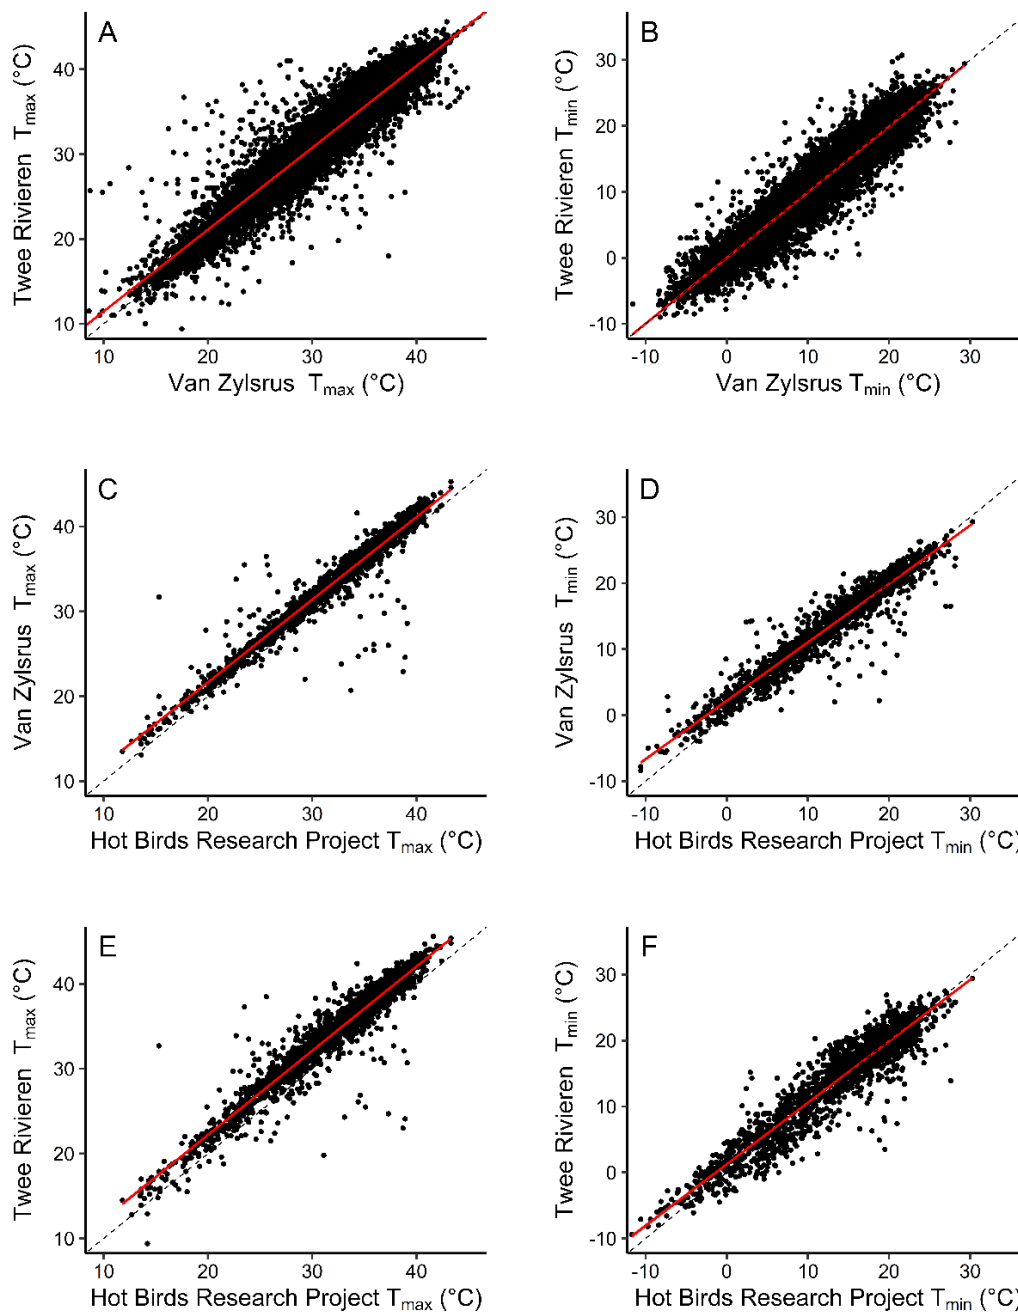 A
Twee Rivieren Tmax (°C)
40
30
20
10
10 20 30 40
Van Zylsrus Tmax (°C)
B
Twee Rivieren Tmin (°C)
30
20
10
0
-10
-10 0 10 20 30
Van Zylsrus Tmin (°C)
C
Van Zylsrus Tmax (°C)
40
30
20
10
10 20 30 40
Hot Birds Research Project Tmax (°C)
D
Van Zylsrus Tmin (°C)
30
20
10
0
-10
-10 0 10 20 30
Hot Birds Research Project Tmin (°C)
E
Twee Rivieren Tmax (°C)
40
30
20
10
10 20 30 40
Hot Birds Research Project Tmax (°C)
F
Twee Rivieren Tmin (°C)
30
20
10
0
-10
-10 0 10 20 30
Hot Birds Research Project Tmin (°C)